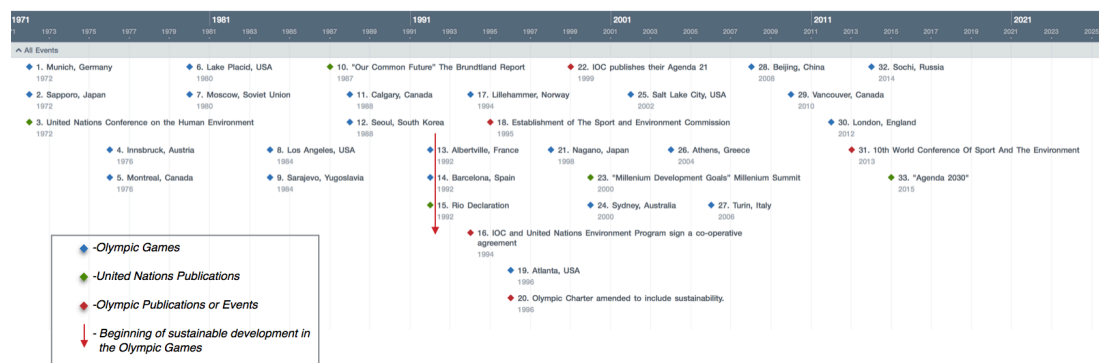 1971 1981 1991 2001 2011 2021
1973 1976 1977 1979 1981 1983 1985 1987 1989 1991 1993 1995 1997 1999 2001 2003 2005 2007 2009 2011 2013 2015 2017 2019 2021 2023
All Events
1. Munich, Germany
1972
6. Lake Placid, USA
1980
10. "Our Common Future" The Brundtland Report
1987
22. IOC publishes their Agenda 21
1999
28. Beijing, China
2008
32. Sochi, Russia
2014
2. Sapporo, Japan
1972
7. Moscow, Soviet Union
1980
11. Calgary, Canada
1988
17. Lillehammer, Norway
1994
25. Salt Lake City, USA
2002
29. Vancouver, Canada
2010
3. United Nations Conference on the Human Environment
1972
12. Seoul, South Korea
1988
18. Establishment of The Sport and Environment Commission
1995
30. London, England
2012
4. Innsbruck, Austria
1976
8. Los Angeles, USA
1984
13. Albertville, France
1992
21. Nagano, Japan
1998
26. Athens, Greece
2004
31. 10th World Conference Of Sport And The Environment
2013
5. Montreal, Canada
1976
9. Sarajevo, Yugoslavia
1984
14. Barcelona, Spain
1992
23. "Millenium Development Goals" Millenium Summit
2000
33. "Agenda 2030"
2015
15. Rio Declaration
1992
24. Sydney, Australia
2000
27. Turin, Italy
2006
16. IOC and United Nations Environment Program sign a co-operative
agreement
1994
19. Atlanta, USA
1996
20. Olympic Charter amended to include sustainability.
1996
-Olympic Games
-United Nations Publications
-Olympic Publications or Events
- Beginning of sustainable development in
the Olympic Games